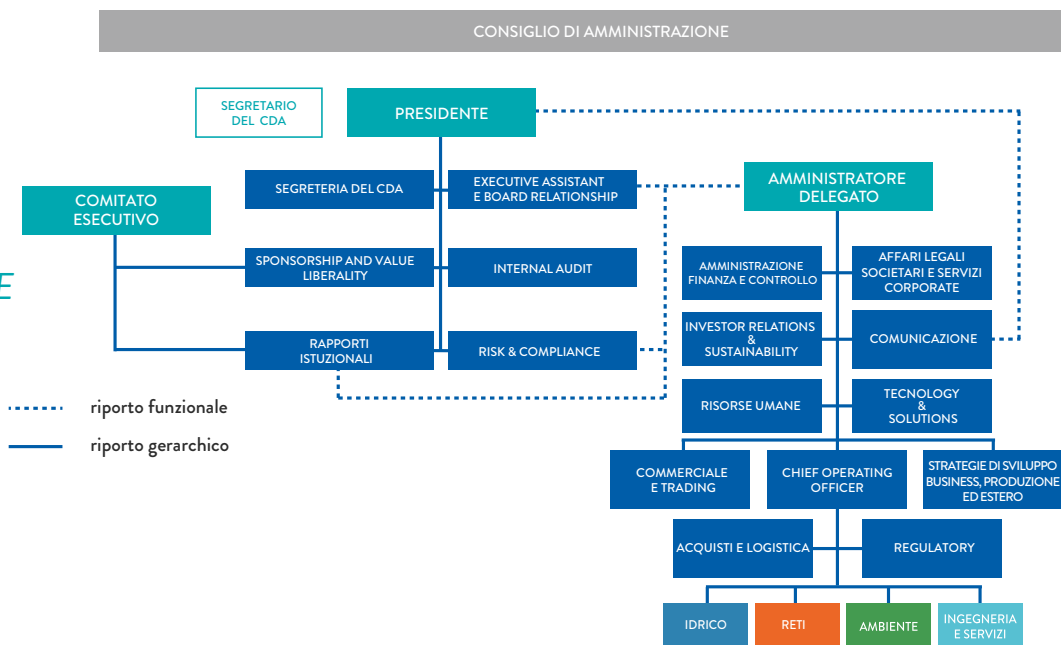 CONSIGLIO DI AMMINISTRAZIONE
SEGRETARIO
DEL CDA
PRESIDENTE
COMITATO
ESECUTIVO
SEGRETERIA DEL CDA
EXECUTIVE ASSISTANT
E BOARD RELATIONSHIP
AMMINISTRATORE
DELEGATO
SPONSORSHIP AND VALUE
LIBERALITY
INTERNAL AUDIT
AMMINISTRAZIONE
FINANZA E CONTROLLO
AFFARI LEGALI
SOCIETARI E SERVIZI
CORPORATE
E
RAPPORTI
ISTUZIONALI
RISK & COMPLIANCE
INVESTOR RELATIONS
&
SUSTAINABILITY
COMUNICAZIONE
riporto funzionale
riporto gerarchico
RISORSE UMANE
TECNOLOGY
&
SOLUTIONS
COMMERCIALE
E TRADING
CHIEF OPERATING
OFFICER
STRATEGIE DI SVILUPPO
BUSINESS, PRODUZIONE
ED ESTERO
ACQUISTI E LOGISTICA
REGULATORY
IDRICO
RETI
AMBIENTE
INGEGNERIA
E SERVIZI